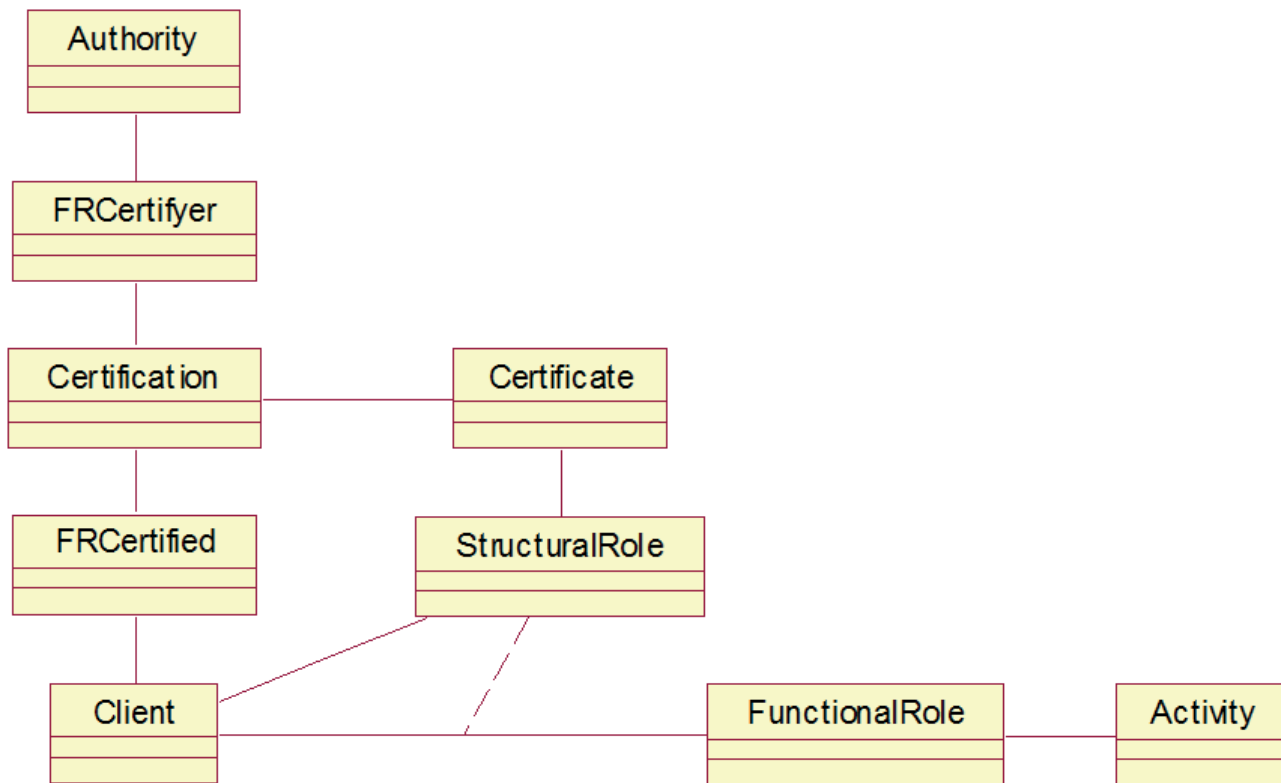 Authority
FRCertifyer
Certification
Certificate
FRCertified
StructuralRole
Client
FunctionalRole
Activity